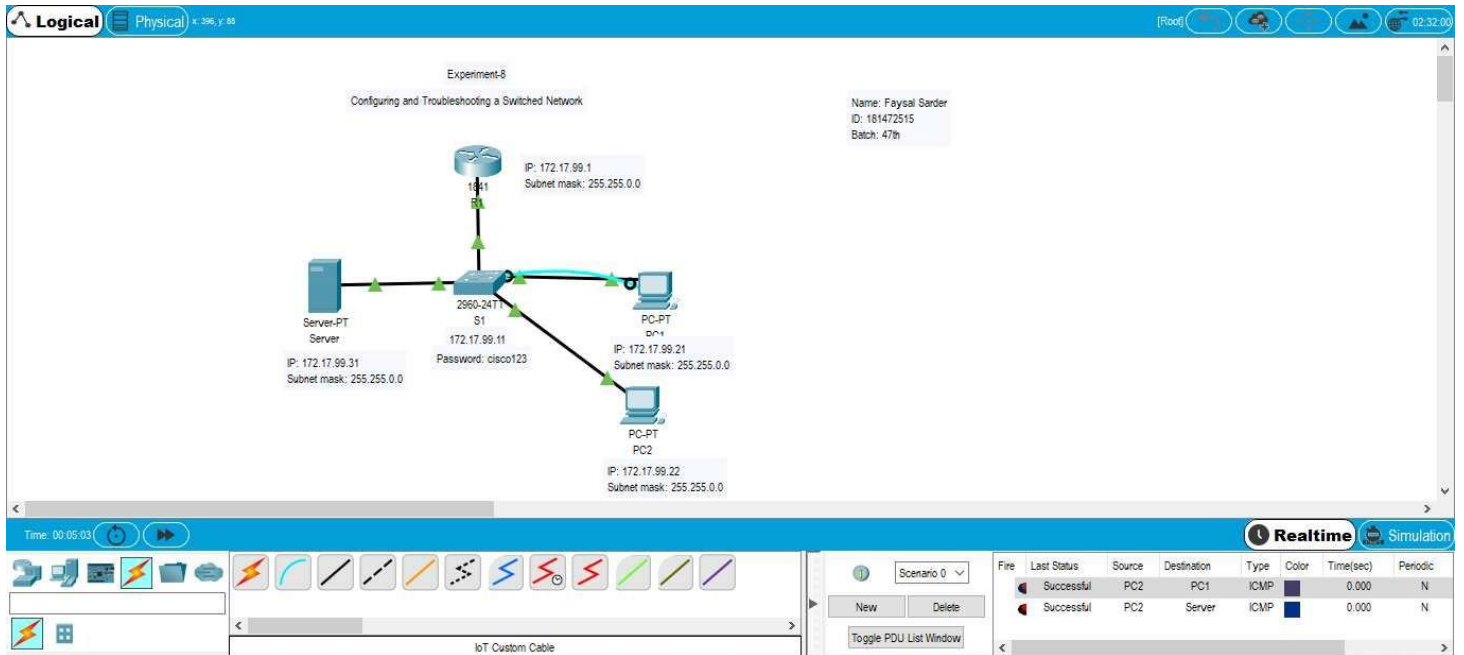 Logical
Physical
x: 396, y: 88
[Root]
02:32:00
Experiment-8
Configuring and Troubleshooting a Switched Network
Name: Faysal Sarder
ID: 181472515
Batch: 47th
IP: 172.17.99.1
Subnet mask: 255.255.0.0
1841
R1
Server-PT
Server
IP: 172.17.99.31
Subnet mask: 255.255.0.0
2960-24TT
S1
172.17.99.11
Password: cisco123
PC-PT
PC1
IP: 172.17.99.21
Subnet mask: 255.255.0.0
PC-PT
PC2
IP: 172.17.99.22
Subnet mask: 255.255.0.0
Time: 00:05:03
Realtime
Simulation
IoT Custom Cable
Scenario 0
New
Delete
Toggle PDU List Window
Fire Last Status Source Destination Type Color Time(sec) Periodic
Successful PC2 PC1 ICMP 0.000 N
Successful PC2 Server ICMP 0.000 N